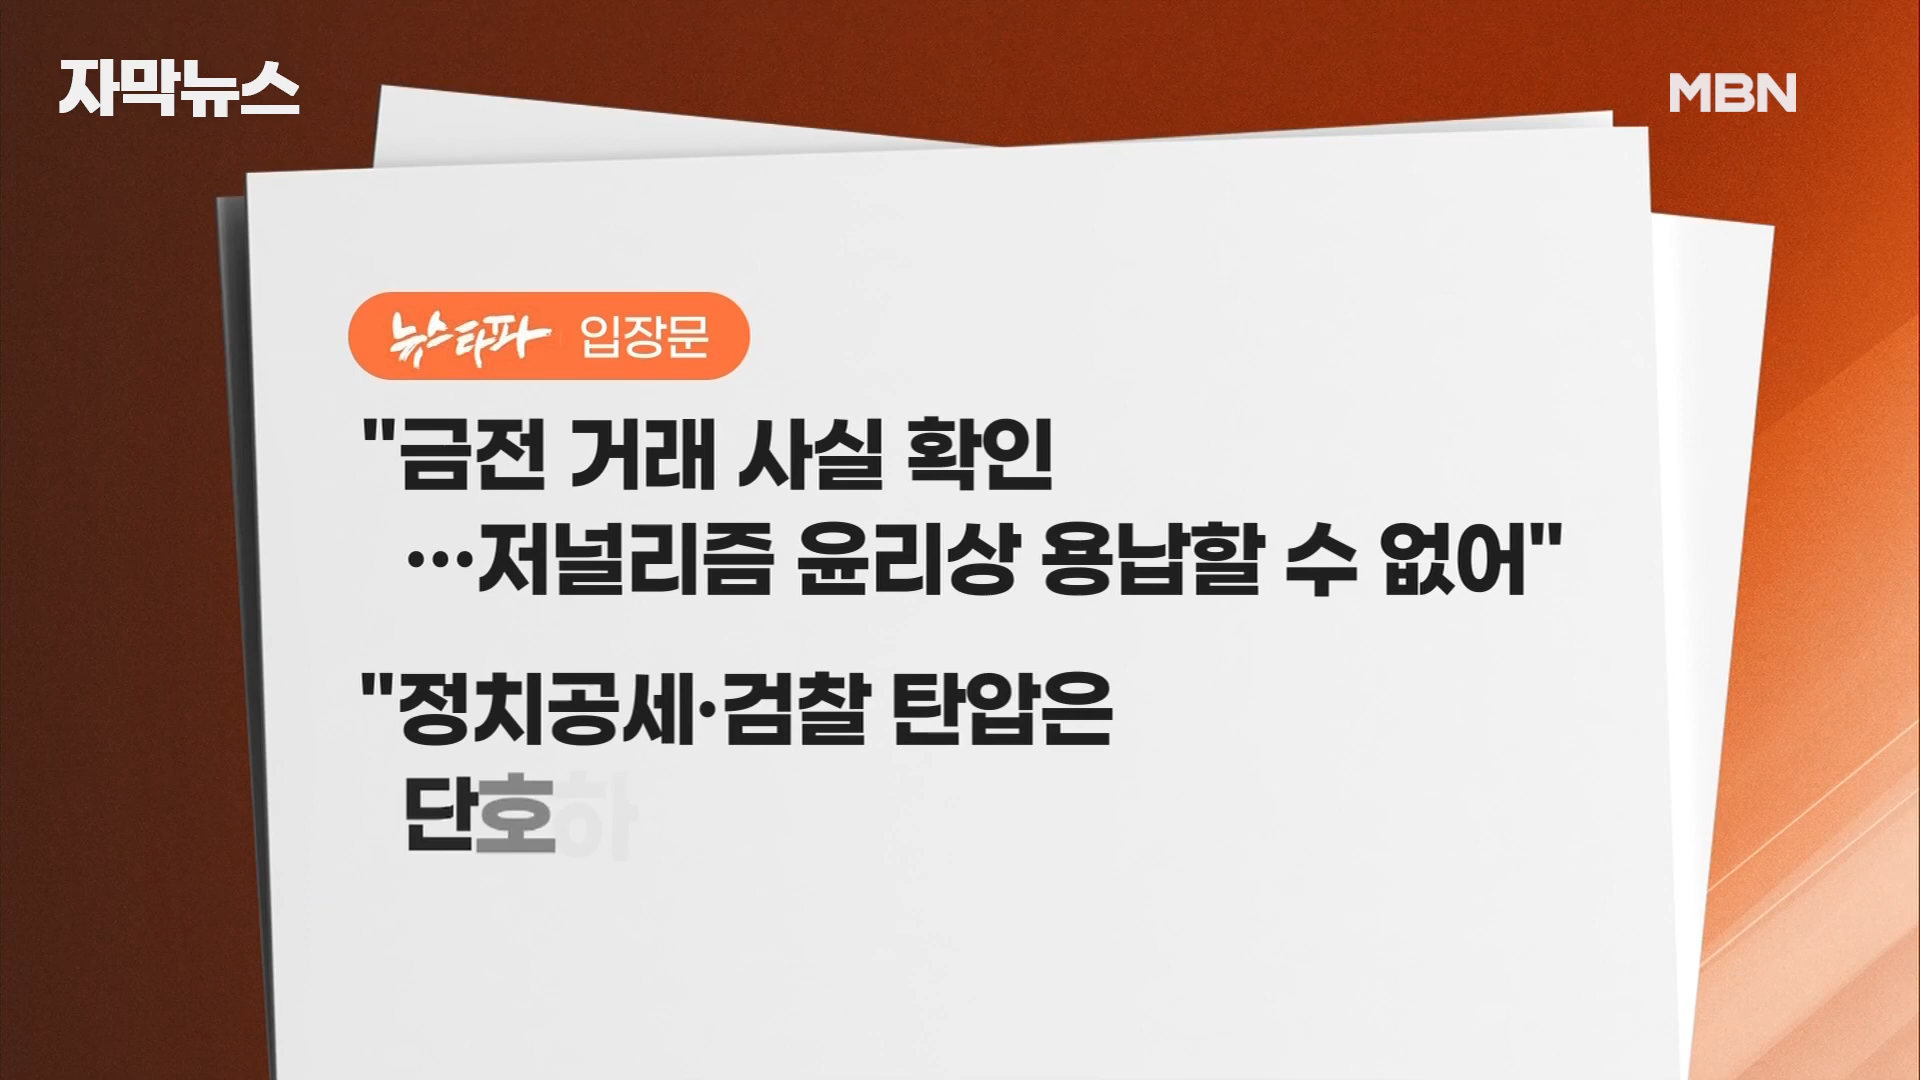 자막뉴스
MBN
뉴스타파 입장문
"금전 거래 사실 확인
…저널리즘 윤리상 용납할 수 없어"
"정치공세·검찰 탄압은
단호하